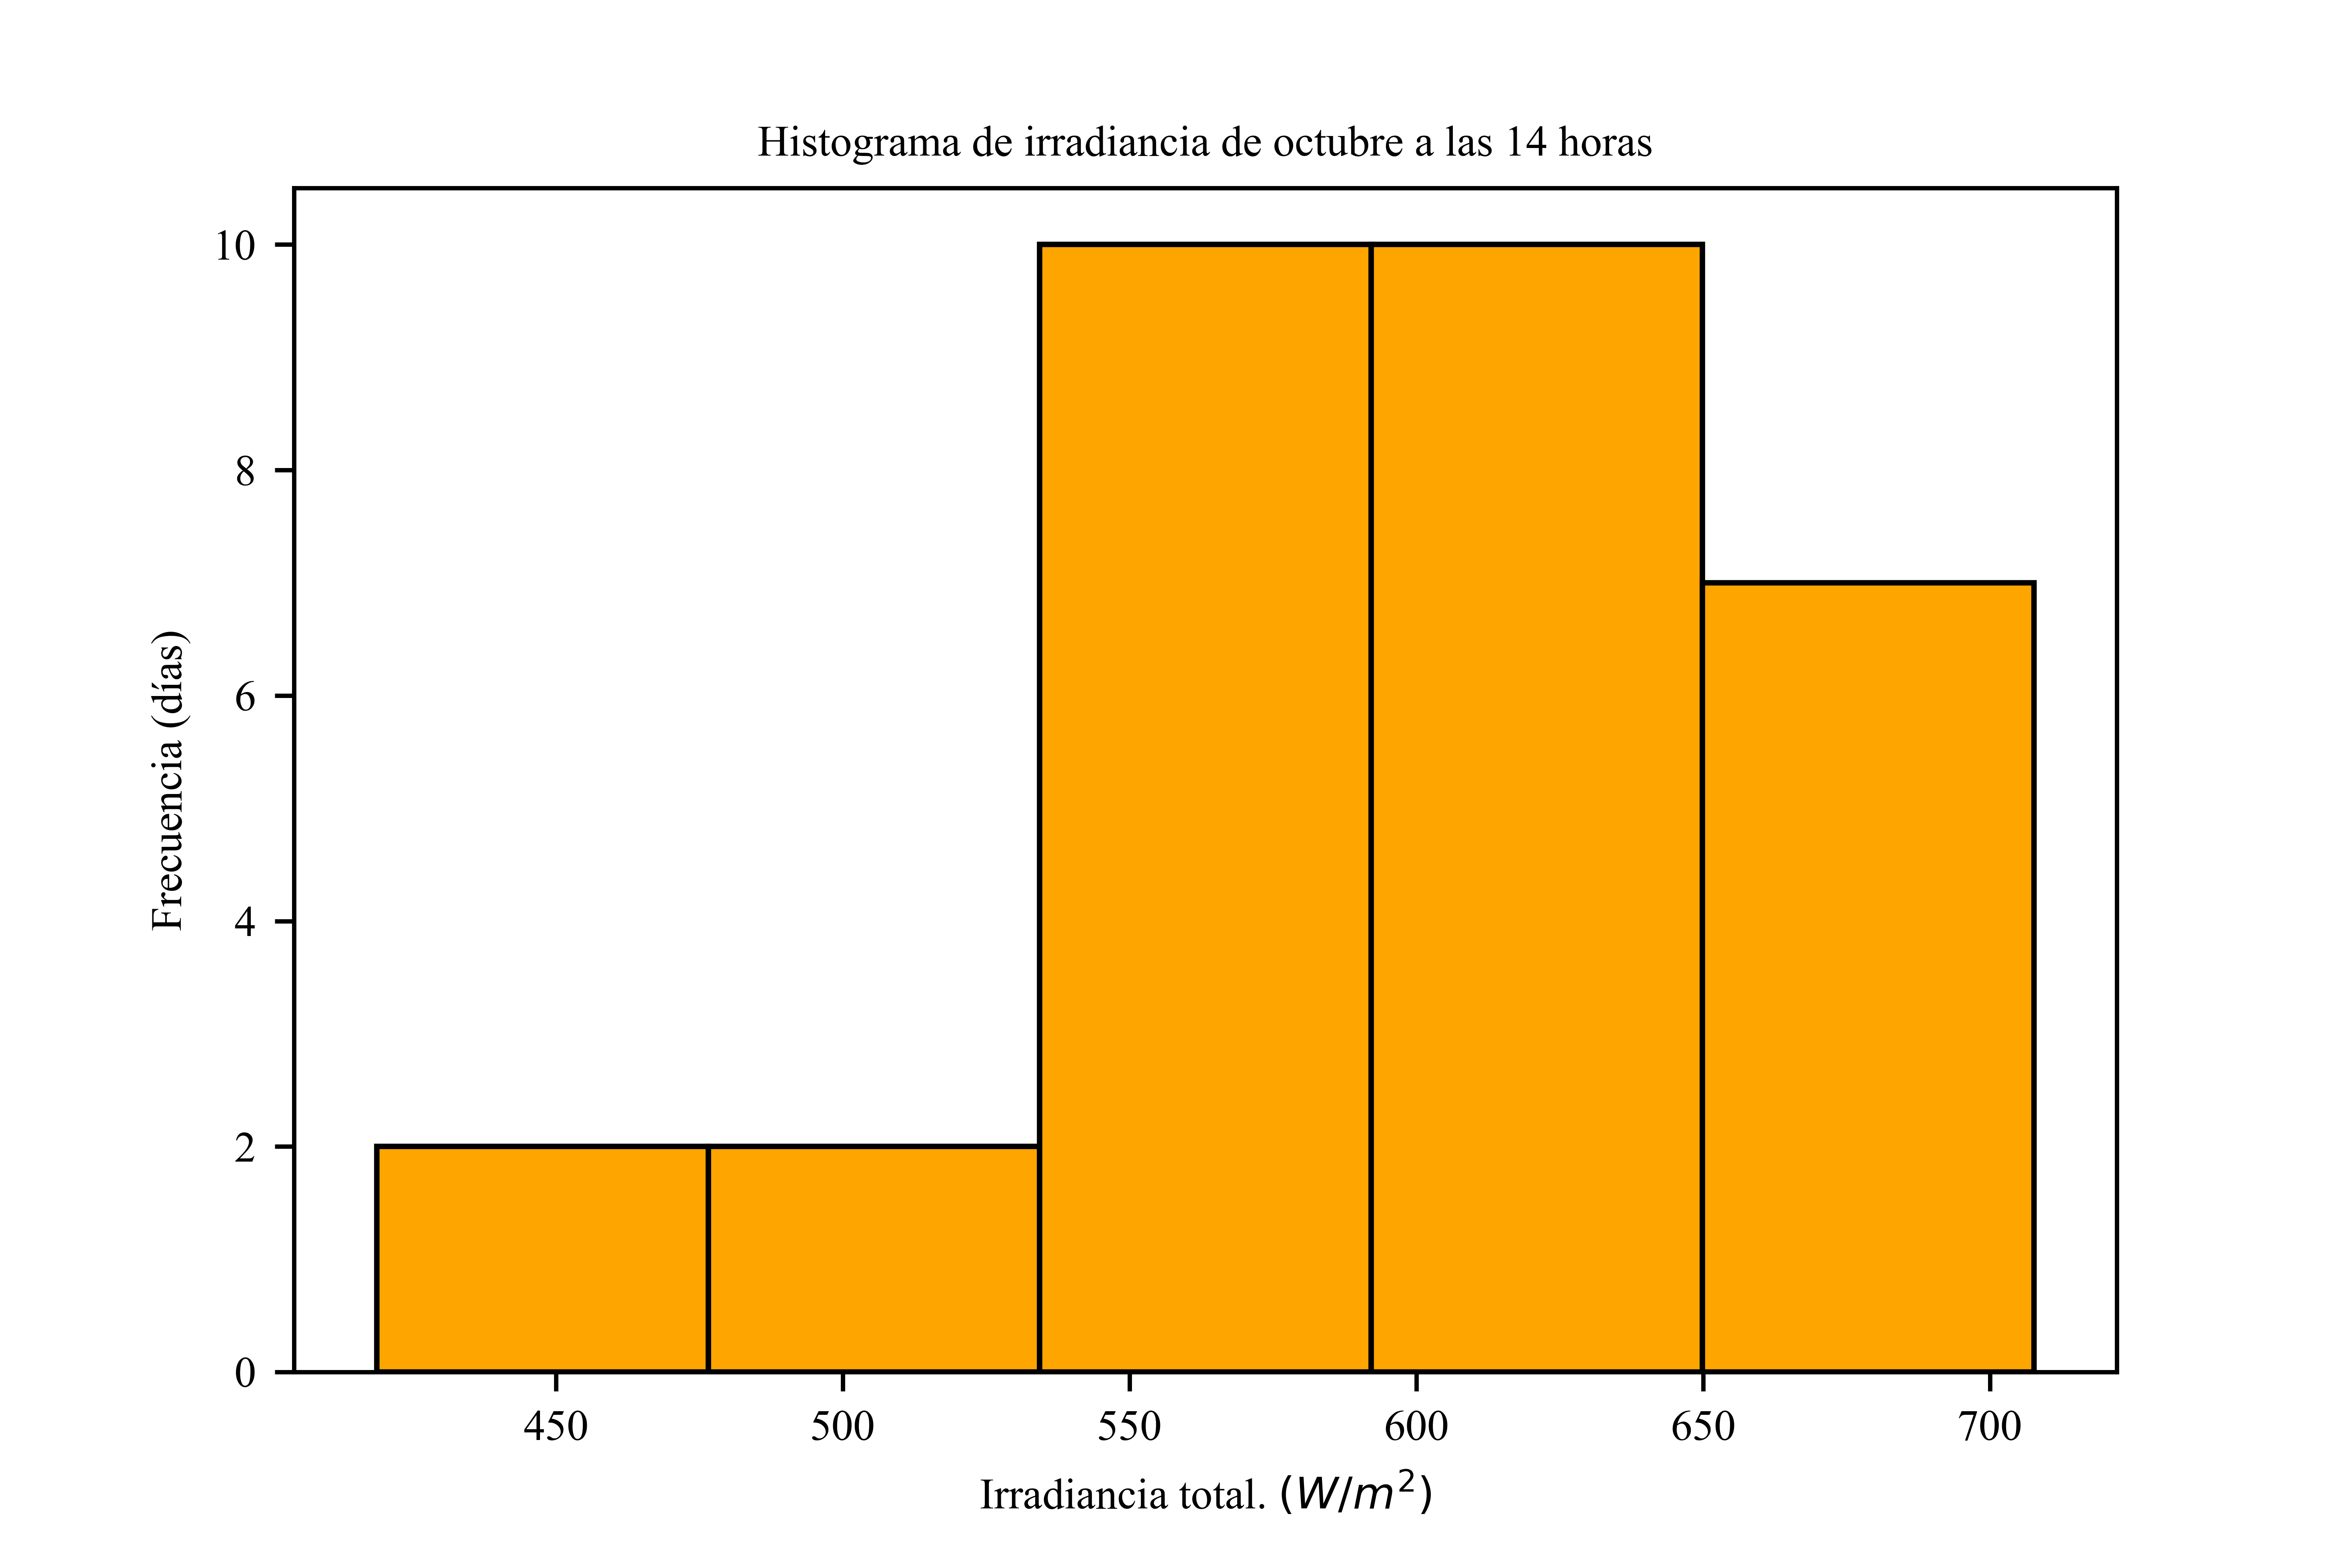 Histograma de irradiancia de octubre a las 14 horas
10
8
6
4
2
0
Frecuencia (días)
450 500 550 600 650 700
Irradiancia total. (W/m²)